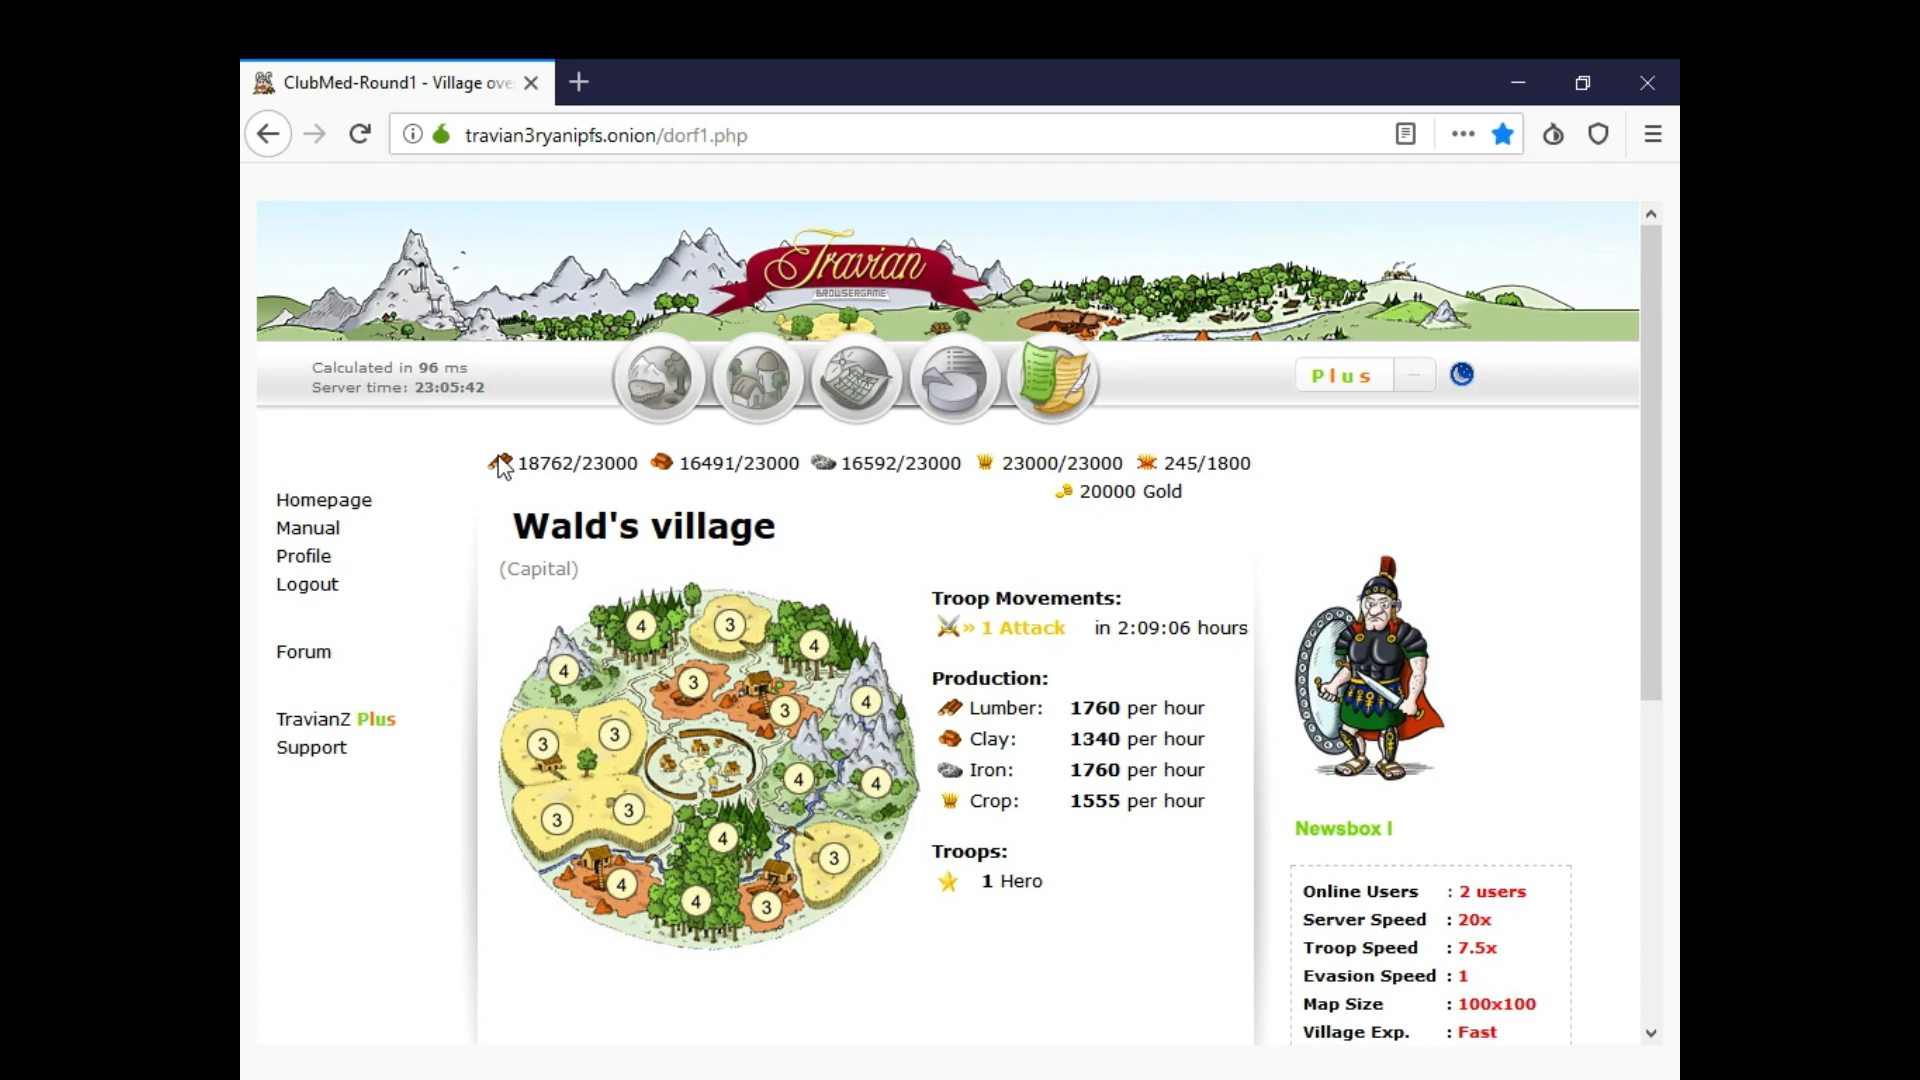 ClubMed-Round1 - Village ove
travian3ryanipfs.onion/dorf1.php
Travian
BROWSERGAME
Calculated in 96 ms
Server time: 23:05:42
Plus
18762/23000 16491/23000 16592/23000 23000/23000 245/1800
20000 Gold
Homepage
Manual
Profile
Logout
Forum
TravianZ Plus
Support
Wald's village
(Capital)
4
3
4
4
3
3
4
3
3
4
4
3
3
4
3
4
4
3
Troop Movements:
» 1 Attack in 2:09:06 hours
Production:
Lumber: 1760 per hour
Clay: 1340 per hour
Iron: 1760 per hour
Crop: 1555 per hour
Troops:
1 Hero
Newsbox I
Online Users : 2 users
Server Speed : 20x
Troop Speed : 7.5x
Evasion Speed : 1
Map Size : 100x100
Village Exp. : Fast